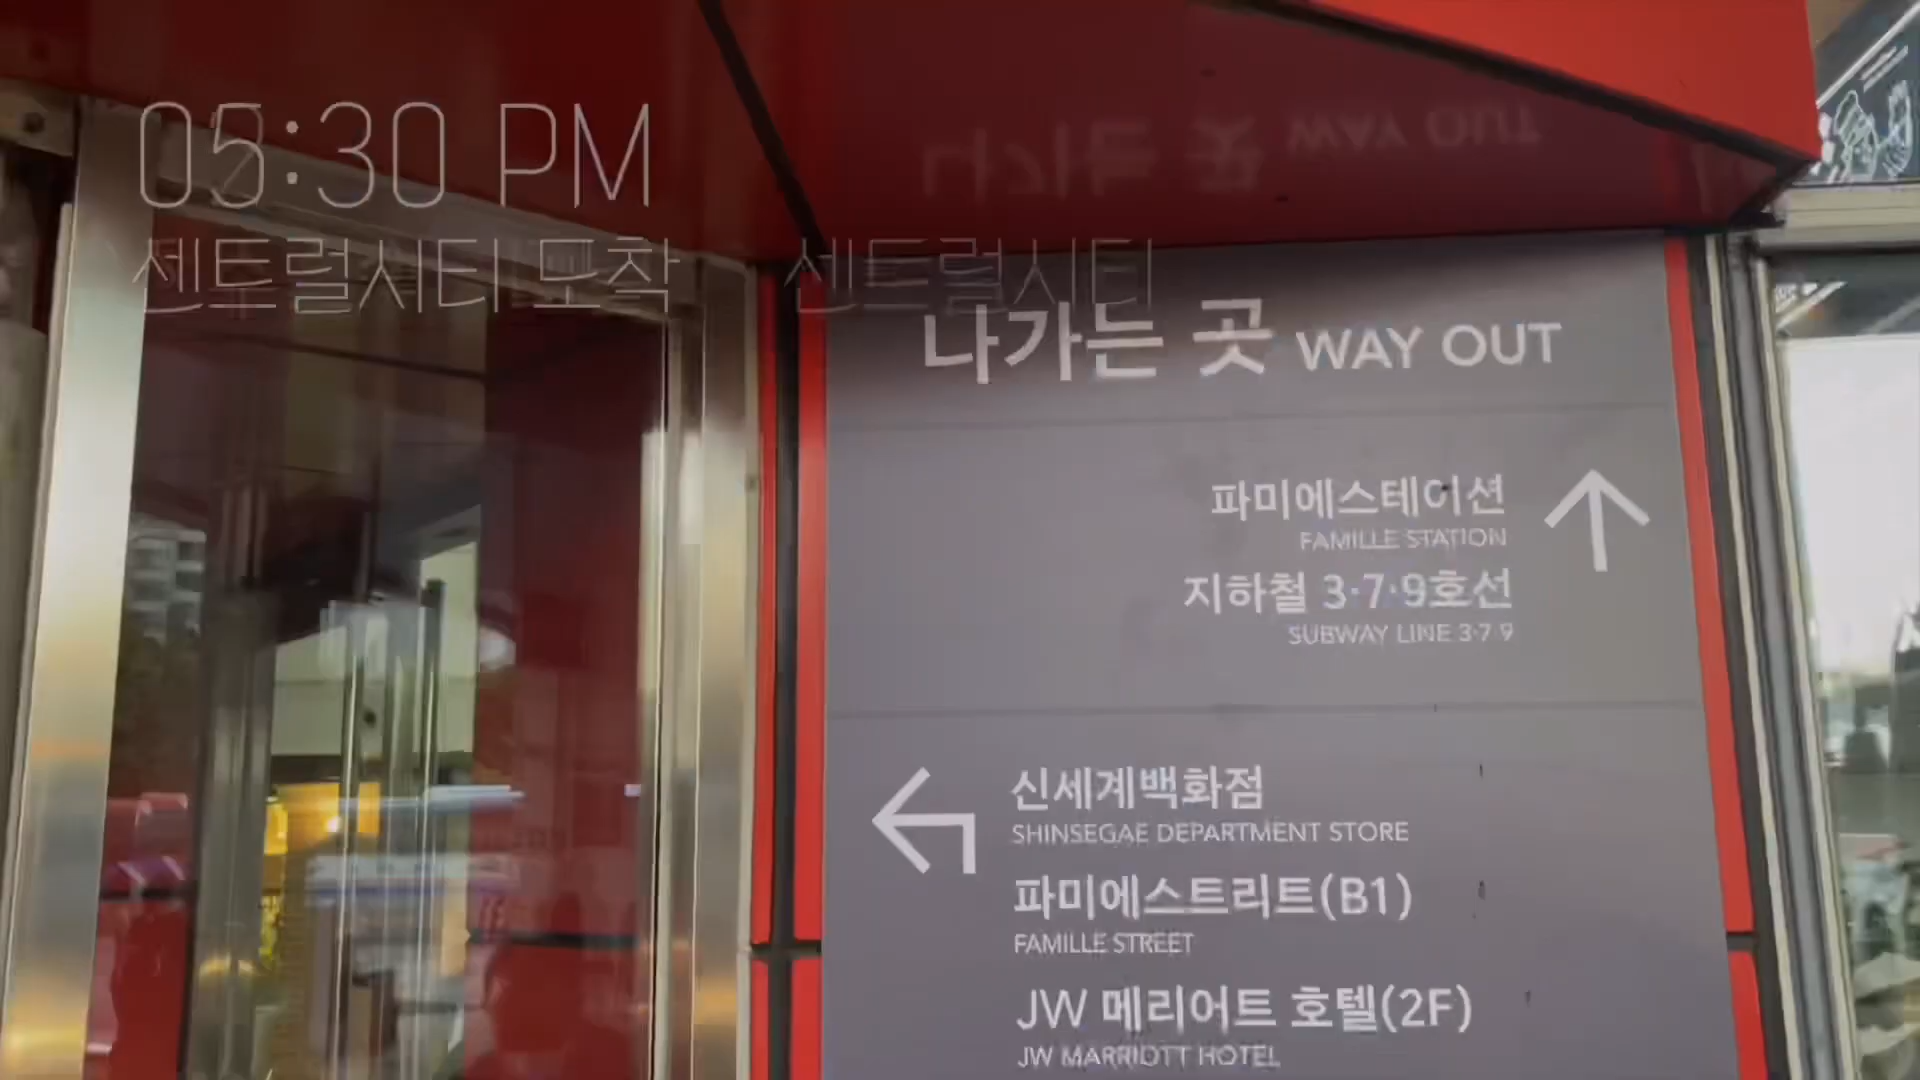 05:30 PM
센트럴시티 도착 센트럴시티
나가는 곳 WAY OUT
파미에스테이션
FAMILLE STATION
지하철 3·7·9호선
SUBWAY LINE 3·7·9
신세계백화점
SHINSEGAE DEPARTMENT STORE
파미에스트리트(B1)
FAMILLE STREET
JW 메리어트 호텔(2F)
JW MARRIOTT HOTEL